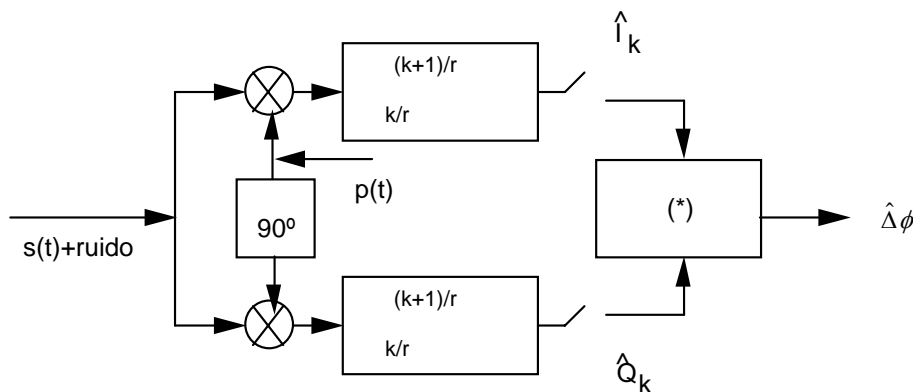 Î_k
(k+1)/r
k/r
p(t)
90º
s(t)+ruido
(*)
Δ̂ϕ
(k+1)/r
k/r
Q̂_k